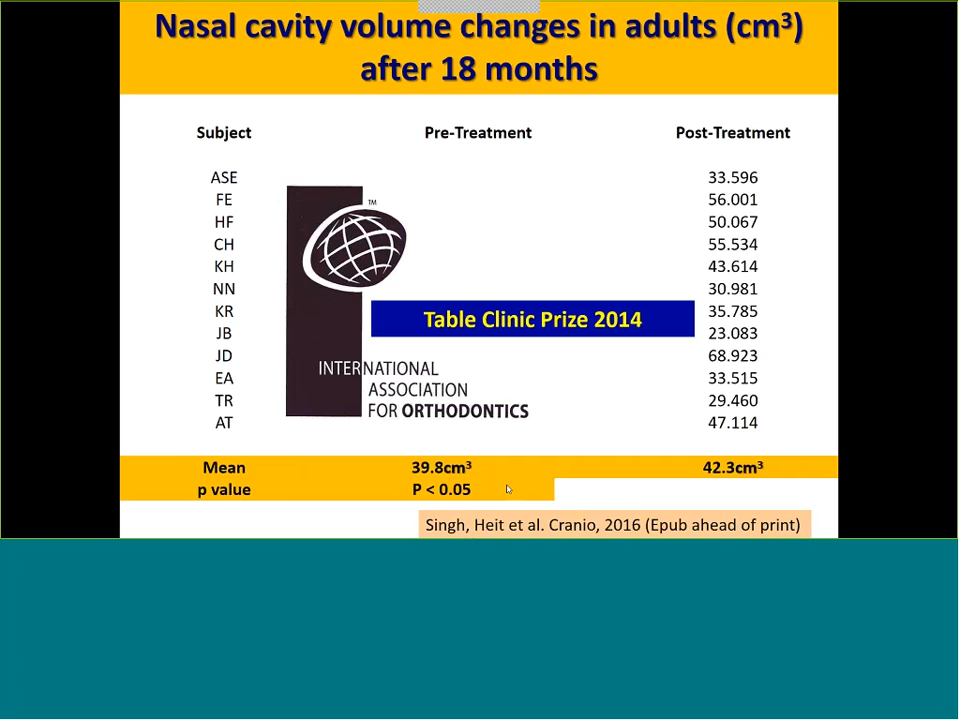 Nasal cavity volume changes in adults (cm³)
after 18 months
Subject Pre-Treatment Post-Treatment
ASE 33.596
FE 56.001
HF 50.067
CH 55.534
KH 43.614
NN 30.981
KR 35.785
JB 23.083
JD 68.923
EA 33.515
TR 29.460
AT 47.114
TM
Table Clinic Prize 2014
INTERNATIONAL
ASSOCIATION
FOR ORTHODONTICS
Mean 39.8cm³ 42.3cm³
p value P < 0.05
Singh, Heit et al. Cranio, 2016 (Epub ahead of print)